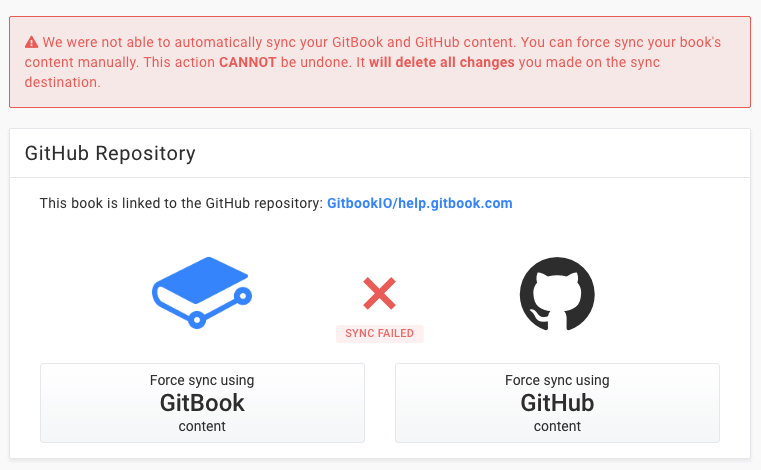 We were not able to automatically sync your GitBook and GitHub content. You can force sync your book's
content manually. This action CANNOT be undone. It will delete all changes you made on the sync
destination.
GitHub Repository
This book is linked to the GitHub repository: GitbookIO/help.gitbook.com
SYNC FAILED
Force sync using
GitBook
content
Force sync using
GitHub
content